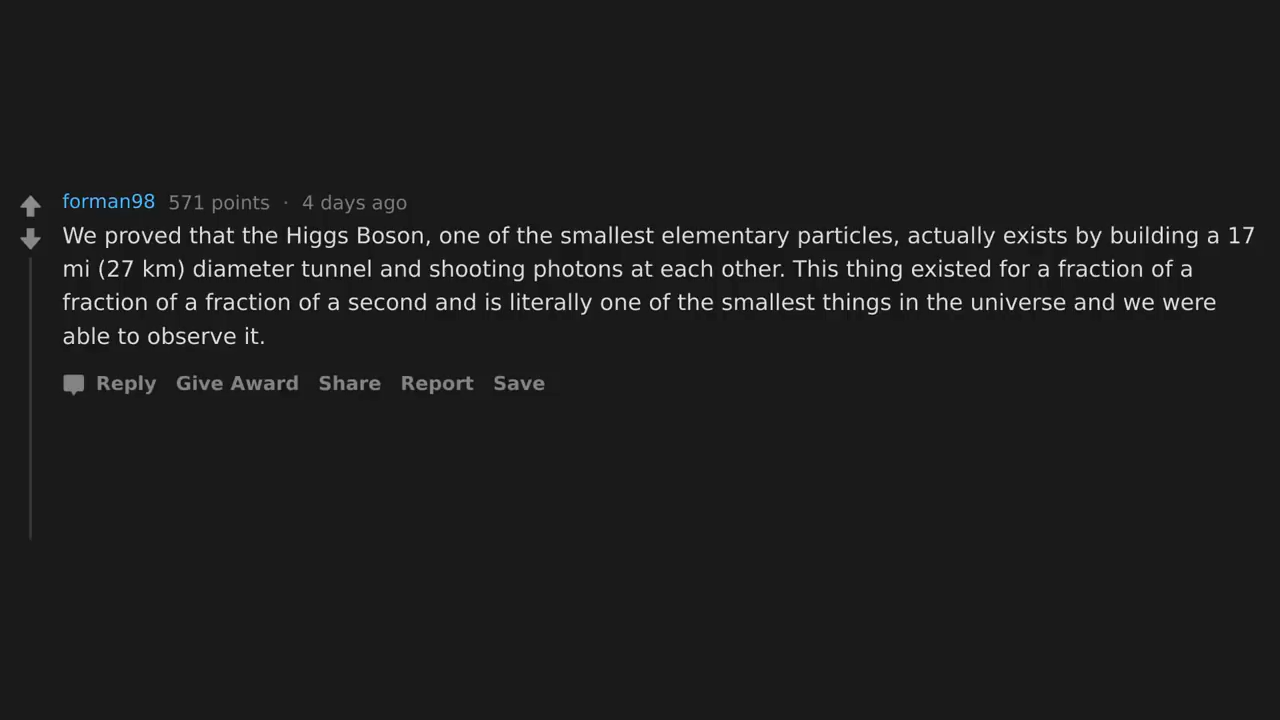 forman98 571 points · 4 days ago
We proved that the Higgs Boson, one of the smallest elementary particles, actually exists by building a 17
mi (27 km) diameter tunnel and shooting photons at each other. This thing existed for a fraction of a
fraction of a fraction of a second and is literally one of the smallest things in the universe and we were
able to observe it.
Reply Give Award Share Report Save